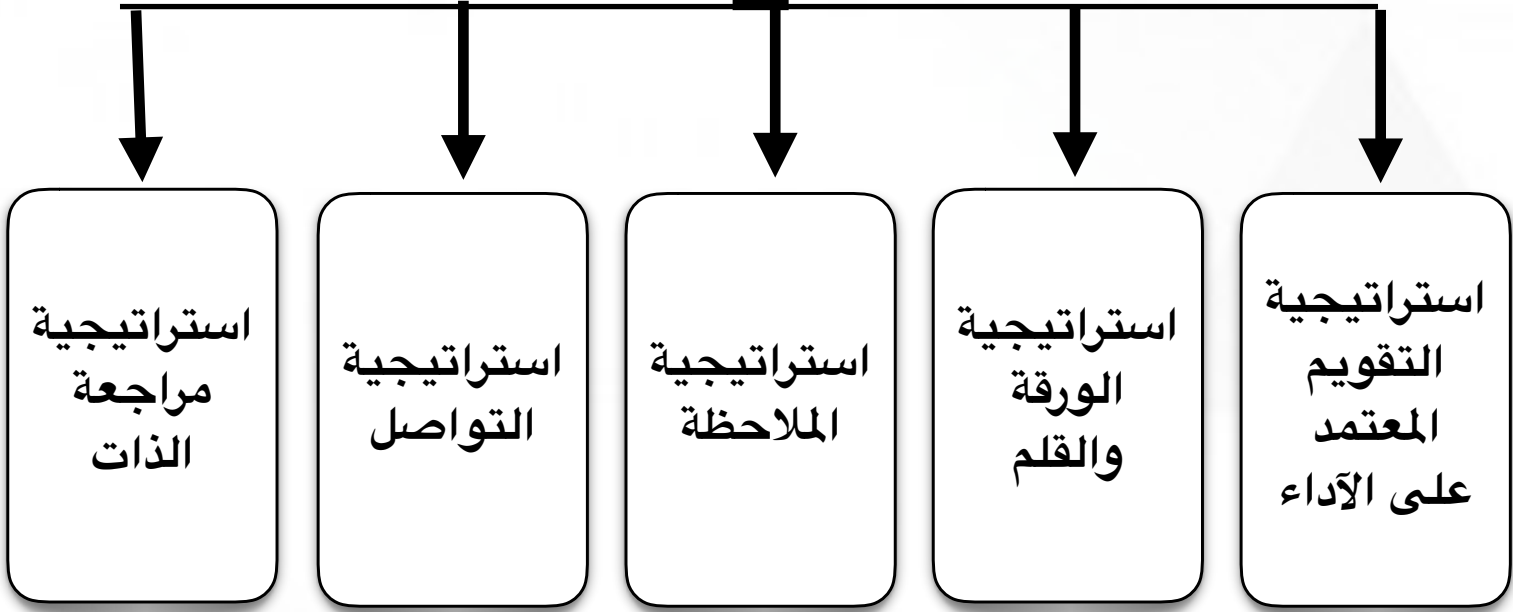 استراتيجية
التقويم
المعتمد
على الآداء
استراتيجية
الورقة
والقلم
استراتيجية
الملاحظة
استراتيجية
التواصل
استراتيجية
مراجعة
الذات